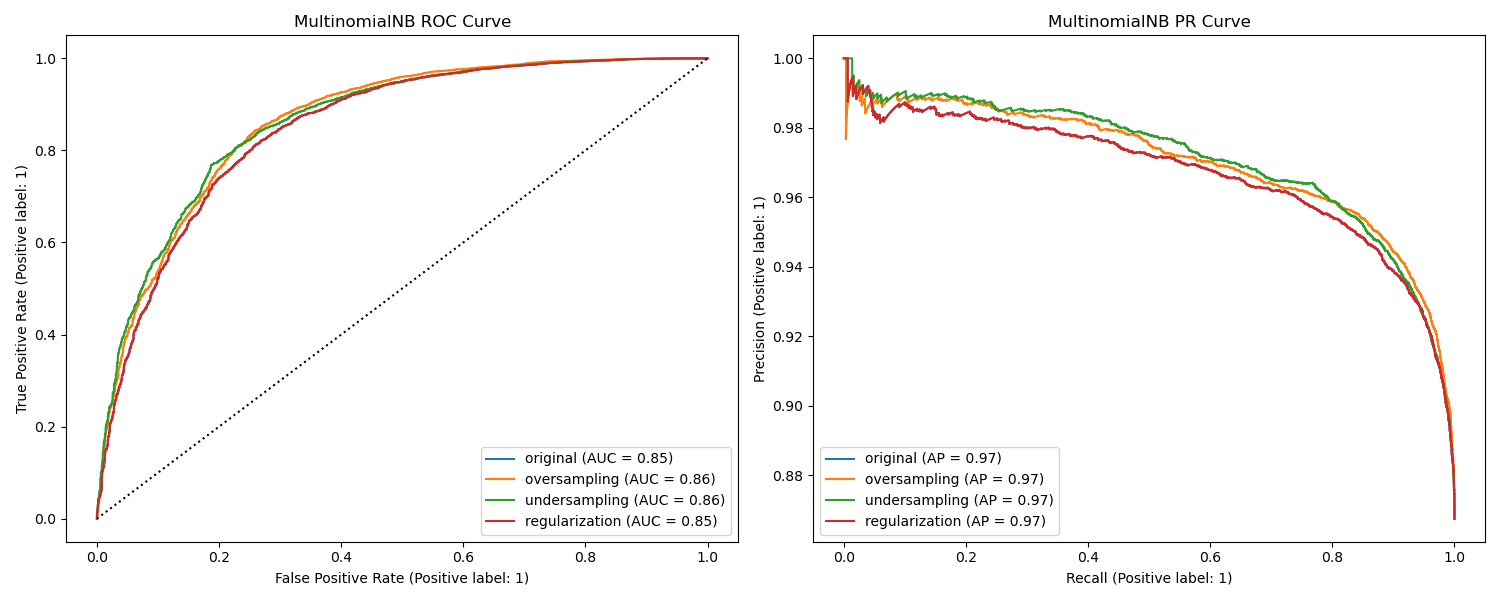 MultinomialNB ROC Curve
True Positive Rate (Positive label: 1)
1.0
0.8
0.6
0.4
0.2
0.0
original (AUC = 0.85)
oversampling (AUC = 0.86)
undersampling (AUC = 0.86)
regularization (AUC = 0.85)
0.0 0.2 0.4 0.6 0.8 1.0
False Positive Rate (Positive label: 1)
MultinomialNB PR Curve
Precision (Positive label: 1)
1.00
0.98
0.96
0.94
0.92
0.90
0.88
original (AP = 0.97)
oversampling (AP = 0.97)
undersampling (AP = 0.97)
regularization (AP = 0.97)
0.0 0.2 0.4 0.6 0.8 1.0
Recall (Positive label: 1)